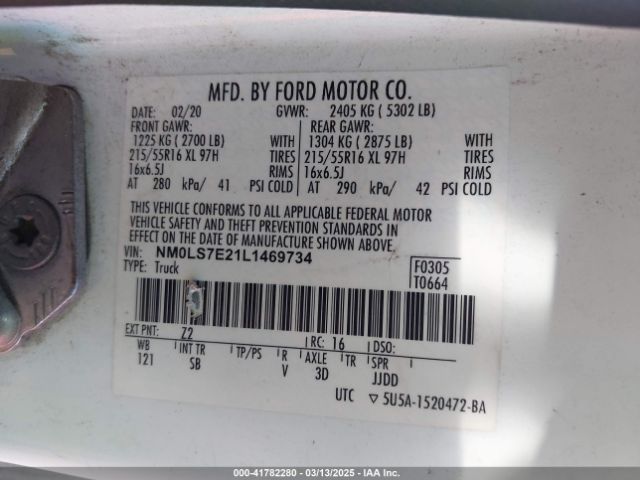 MFD. BY FORD MOTOR CO.
DATE: 02/20 GVWR: 2405 KG ( 5302 LB)
FRONT GAWR: REAR GAWR:
1225 KG ( 2700 LB) WITH 1304 KG ( 2875 LB) WITH
215/55R16 XL 97H TIRES 215/55R16 XL 97H TIRES
16x6.5J RIMS 16x6.5J RIMS
AT 280 kPa/ 41 PSI COLD AT 290 kPa/ 42 PSI COLD
THIS VEHICLE CONFORMS TO ALL APPLICABLE FEDERAL MOTOR
VEHICLE SAFETY AND THEFT PREVENTION STANDARDS IN
EFFECT ON THE DATE OF MANUFACTURE SHOWN ABOVE.
VIN: NM0LS7E21L1469734
TYPE: Truck
F0305
T0664
EXT PNT: Z2 RC: 16 DSO:
WB INT TR TP/PS R AXLE TR SPR
121 SB V 3D JJDD
UTC ▽ 5U5A-1520472-BA
000-41782280 | 03/13/2025 | IAAI.COM